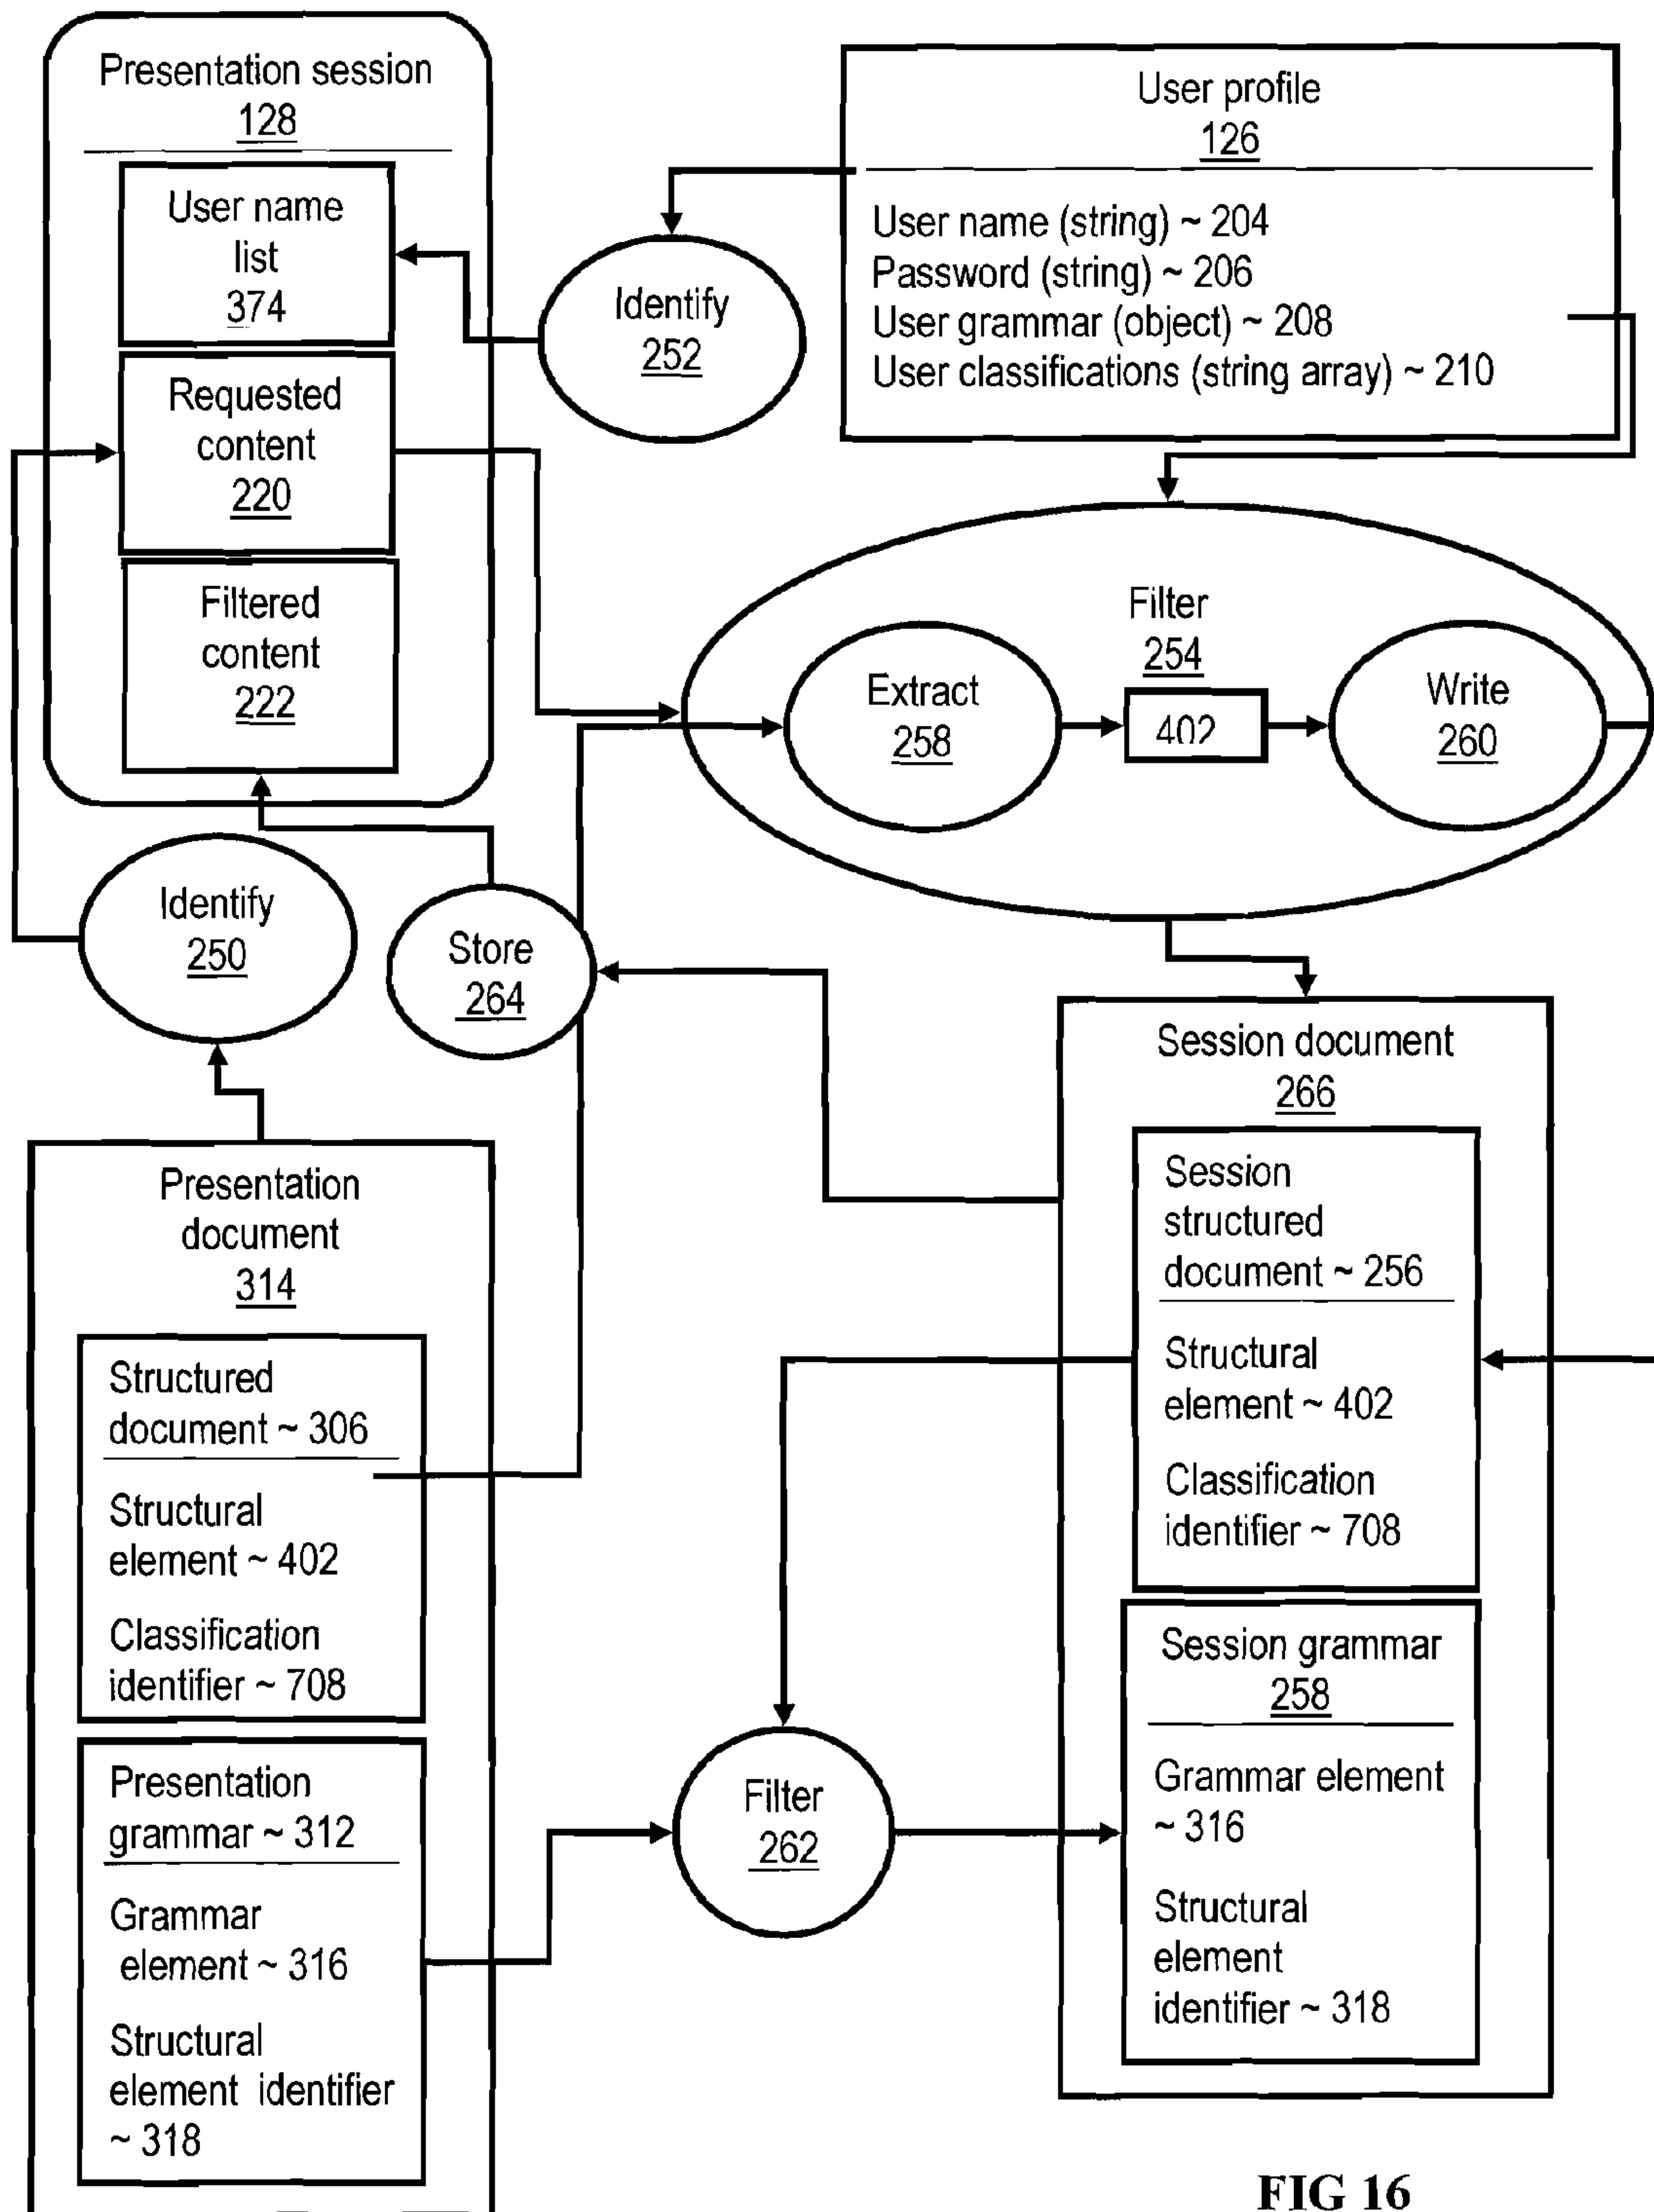 Presentation session
128
User name
list
374
Requested
content
220
Filtered
content
222
User profile
126
User name (string) ~ 204
Password (string) ~ 206
User grammar (object) ~ 208
User classifications (string array) ~ 210
Identify
252
Filter
254
Extract
258
402
Write
260
Identify
250
Store
264
Session document
266
Session
structured
document ~ 256
Structural
element ~ 402
Classification
identifier ~ 708
Session grammar
258
Grammar element
~ 316
Structural
element
identifier ~ 318
Presentation
document
314
Structured
document ~ 306
Structural
element ~ 402
Classification
identifier ~ 708
Presentation
grammar ~ 312
Grammar
element ~ 316
Structural
element identifier
~ 318
Filter
262
FIG 16